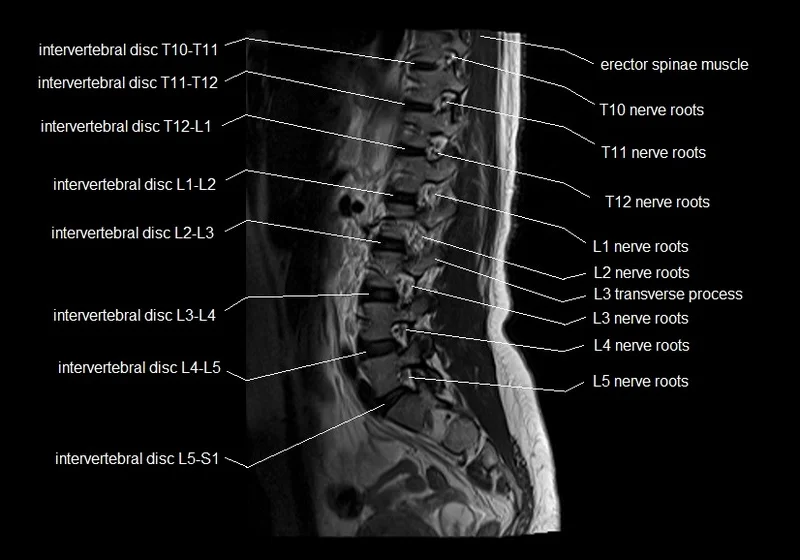 intervertebral disc T10-T11
intervertebral disc T11-T12
intervertebral disc T12-L1
intervertebral disc L1-L2
intervertebral disc L2-L3
intervertebral disc L3-L4
intervertebral disc L4-L5
intervertebral disc L5-S1
erector spinae muscle
T10 nerve roots
T11 nerve roots
T12 nerve roots
L1 nerve roots
L2 nerve roots
L3 transverse process
L3 nerve roots
L4 nerve roots
L5 nerve roots